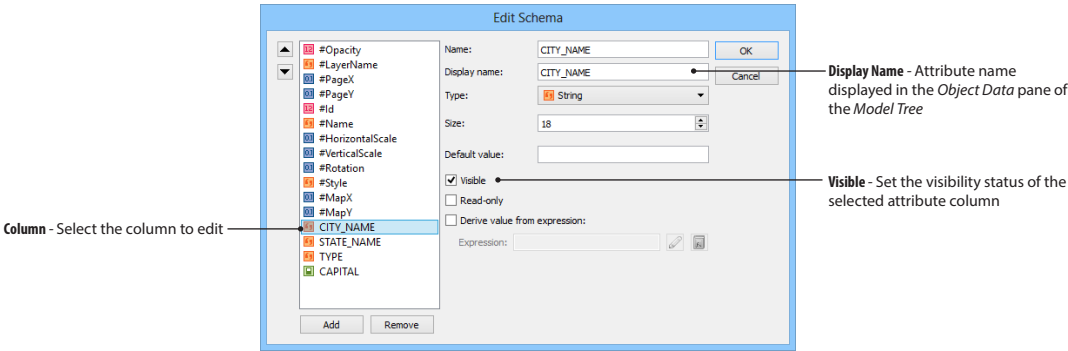 Edit Schema
#Opacity
#LayerName
#PageX
#PageY
#Id
#Name
#HorizontalScale
#VerticalScale
#Rotation
#Style
#MapX
#MapY
CITY_NAME
STATE_NAME
TYPE
CAPITAL
Add
Remove
Name:
CITY_NAME
Display name:
CITY_NAME
Type:
String
Size:
18
Default value:
Visible
Read-only
Derive value from expression:
Expression:
OK
Cancel
Column - Select the column to edit
Display Name - Attribute name
displayed in the Object Data pane of
the Model Tree
Visible - Set the visibility status of the
selected attribute column